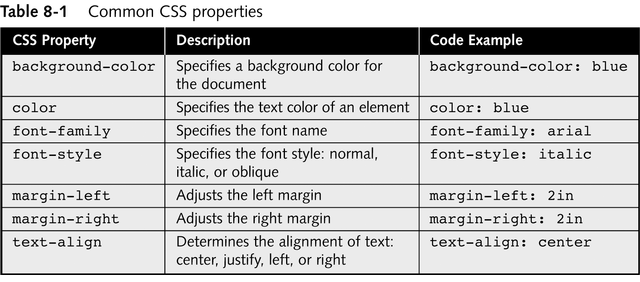 Table 8-1 Common CSS properties
CSS Property Description Code Example
background-color Specifies a background color for background-color: blue
the document
color Specifies the text color of an element color: blue
font-family Specifies the font name font-family: arial
font-style Specifies the font style: normal, font-style: italic
italic, or oblique
margin-left Adjusts the left margin margin-left: 2in
margin-right Adjusts the right margin margin-right: 2in
text-align Determines the alignment of text: text-align: center
center, justify, left, or right